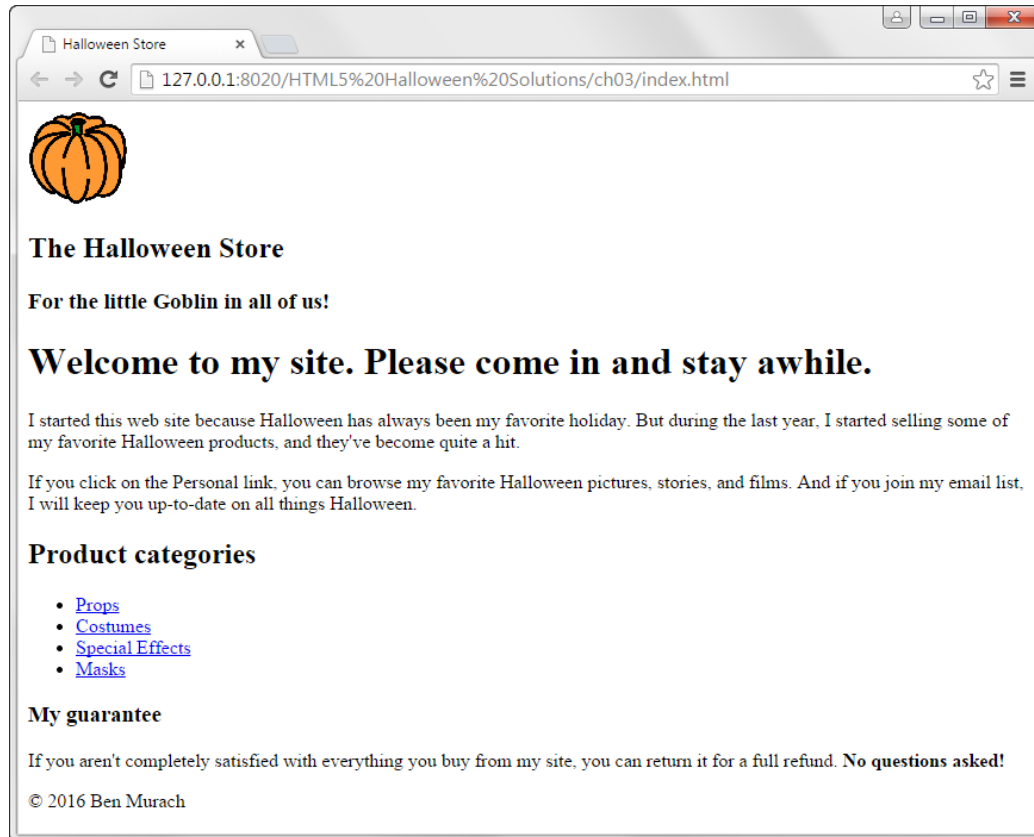 Halloween Store
127.0.0.1:8020/HTML5%20Halloween%20Solutions/ch03/index.html
The Halloween Store
For the little Goblin in all of us!
Welcome to my site. Please come in and stay awhile.
I started this web site because Halloween has always been my favorite holiday. But during the last year, I started selling some of
my favorite Halloween products, and they've become quite a hit.
If you click on the Personal link, you can browse my favorite Halloween pictures, stories, and films. And if you join my email list,
I will keep you up-to-date on all things Halloween.
Product categories
Props
Costumes
Special Effects
Masks
My guarantee
If you aren't completely satisfied with everything you buy from my site, you can return it for a full refund. No questions asked!
© 2016 Ben Murach